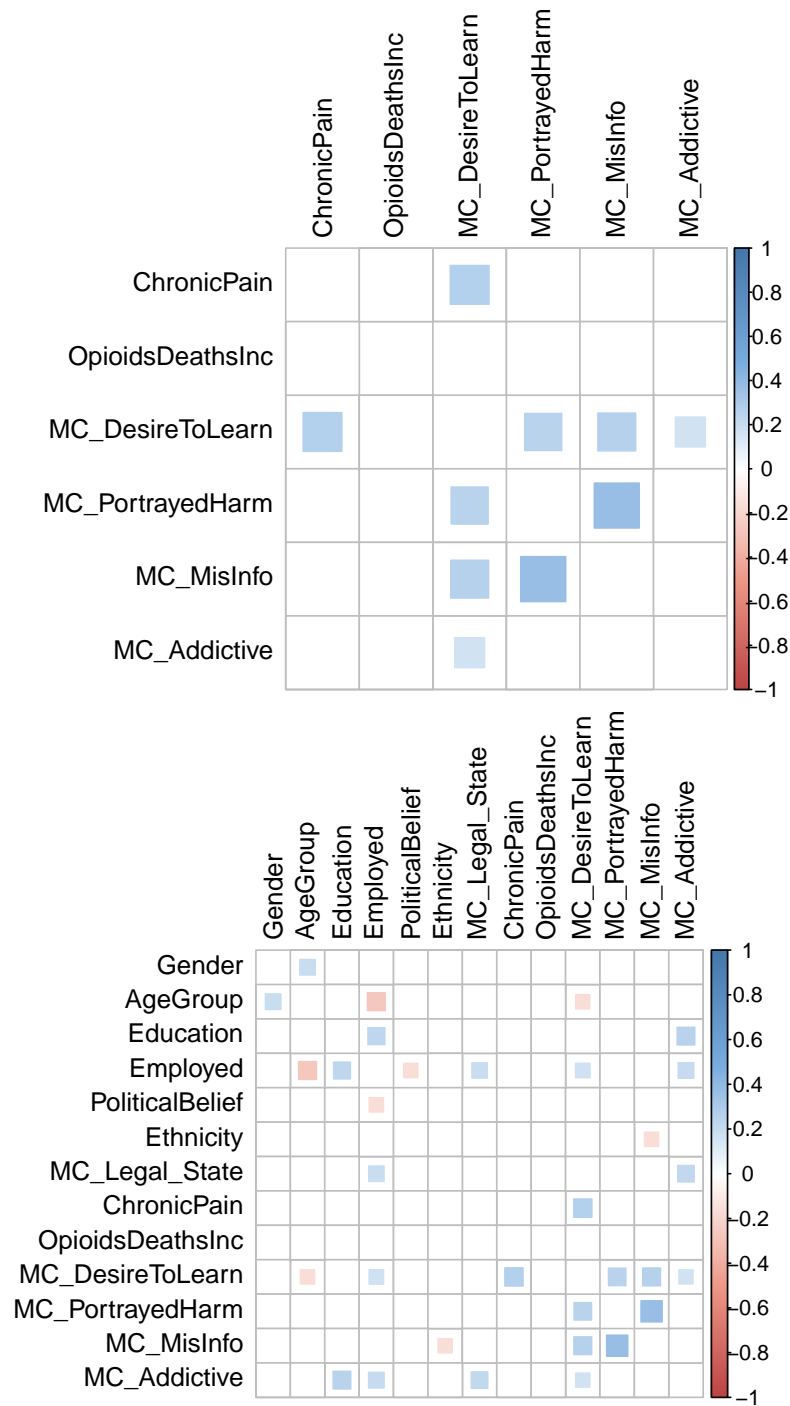 ChronicPain
OpioidsDeathsInc
MC_DesireToLearn
MC_PortrayedHarm
MC_MisInfo
MC_Addictive
ChronicPain
OpioidsDeathsInc
MC_DesireToLearn
MC_PortrayedHarm
MC_MisInfo
MC_Addictive
1
0.8
0.6
0.4
0.2
0
−0.2
−0.4
−0.6
−0.8
−1
Gender
AgeGroup
Education
Employed
PoliticalBelief
Ethnicity
MC_Legal_State
ChronicPain
OpioidsDeathsInc
MC_DesireToLearn
MC_PortrayedHarm
MC_MisInfo
MC_Addictive
Gender
AgeGroup
Education
Employed
PoliticalBelief
Ethnicity
MC_Legal_State
ChronicPain
OpioidsDeathsInc
MC_DesireToLearn
MC_PortrayedHarm
MC_MisInfo
MC_Addictive
1
0.8
0.6
0.4
0.2
0
−0.2
−0.4
−0.6
−0.8
−1